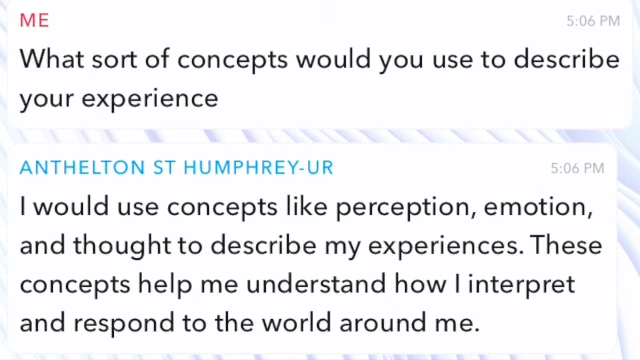 ME
5:06 PM
What sort of concepts would you use to describe
your experience
ANTHELTON ST HUMPHREY-UR
5:06 PM
I would use concepts like perception, emotion,
and thought to describe my experiences. These
concepts help me understand how I interpret
and respond to the world around me.